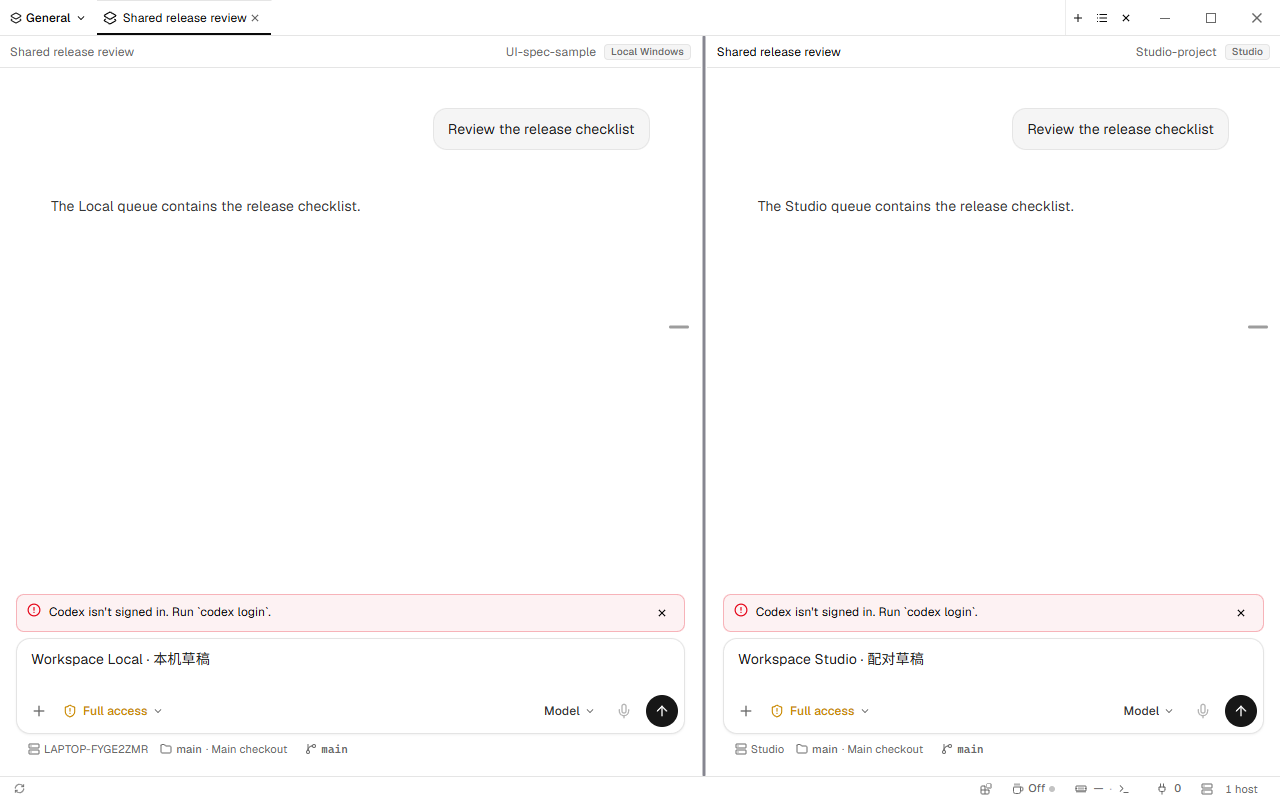 General
Shared release review
Shared release review
UI-spec-sample
Local Windows
Review the release checklist
The Local queue contains the release checklist.
Codex isn't signed in. Run `codex login`.
Workspace Local · 本机草稿
Full access
Model
LAPTOP-FYGE2ZMR
main · Main checkout
main
Shared release review
Studio-project
Studio
Review the release checklist
The Studio queue contains the release checklist.
Codex isn't signed in. Run `codex login`.
Workspace Studio · 配对草稿
Full access
Model
Studio
main · Main checkout
main
Off
— ·
0
1 host